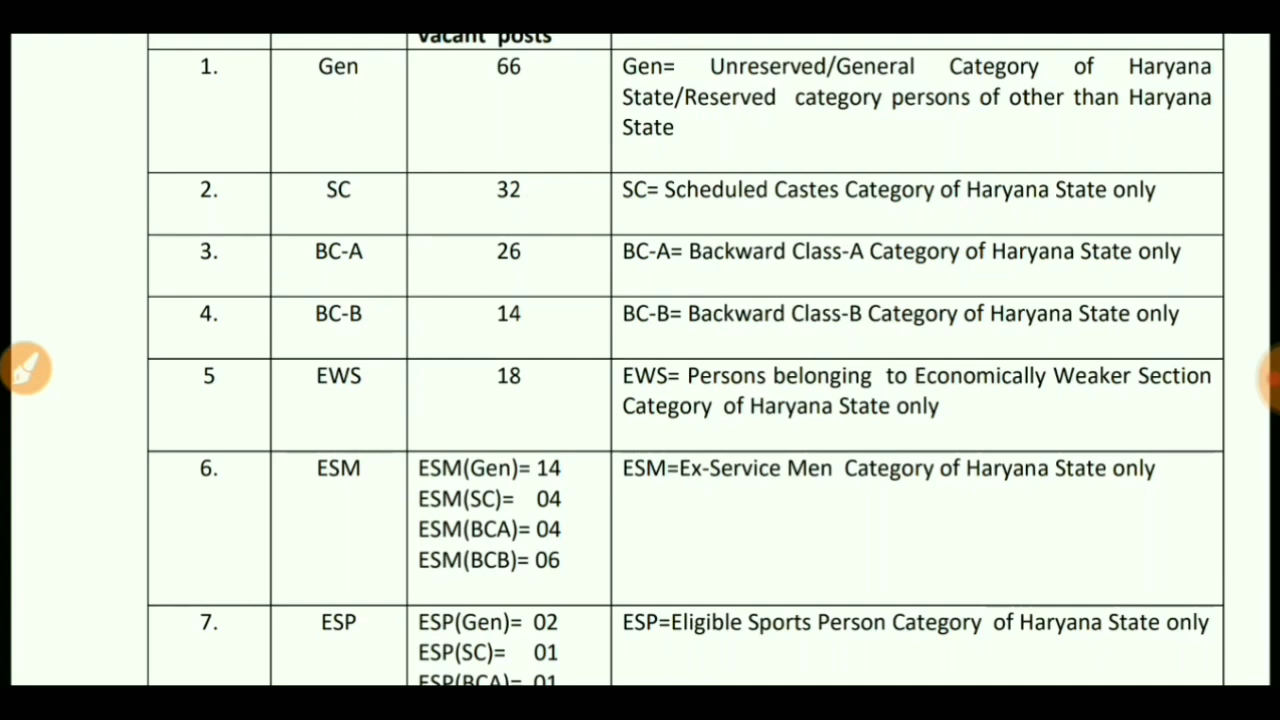 vacant posts
1. Gen 66 Gen= Unreserved/General Category of Haryana
State/Reserved category persons of other than Haryana
State
2. SC 32 SC= Scheduled Castes Category of Haryana State only
3. BC-A 26 BC-A= Backward Class-A Category of Haryana State only
4. BC-B 14 BC-B= Backward Class-B Category of Haryana State only
5 EWS 18 EWS= Persons belonging to Economically Weaker Section
Category of Haryana State only
6. ESM ESM(Gen)= 14 ESM=Ex-Service Men Category of Haryana State only
ESM(SC)= 04
ESM(BCA)= 04
ESM(BCB)= 06
7. ESP ESP(Gen)= 02 ESP=Eligible Sports Person Category of Haryana State only
ESP(SC)= 01
ESP(BCA)= 01